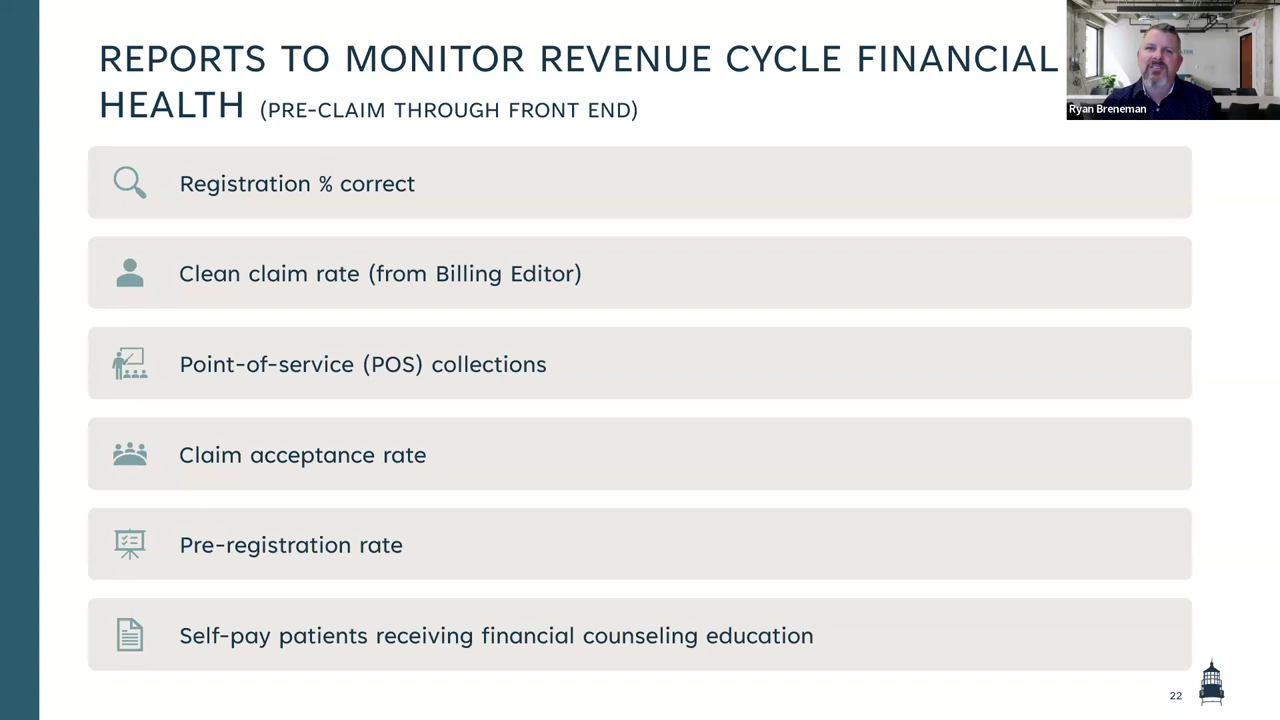 REPORTS TO MONITOR REVENUE CYCLE FINANCIAL
HEALTH (PRE-CLAIM THROUGH FRONT END)
Ryan Breneman
Registration % correct
Clean claim rate (from Billing Editor)
Point-of-service (POS) collections
Claim acceptance rate
Pre-registration rate
Self-pay patients receiving financial counseling education
22